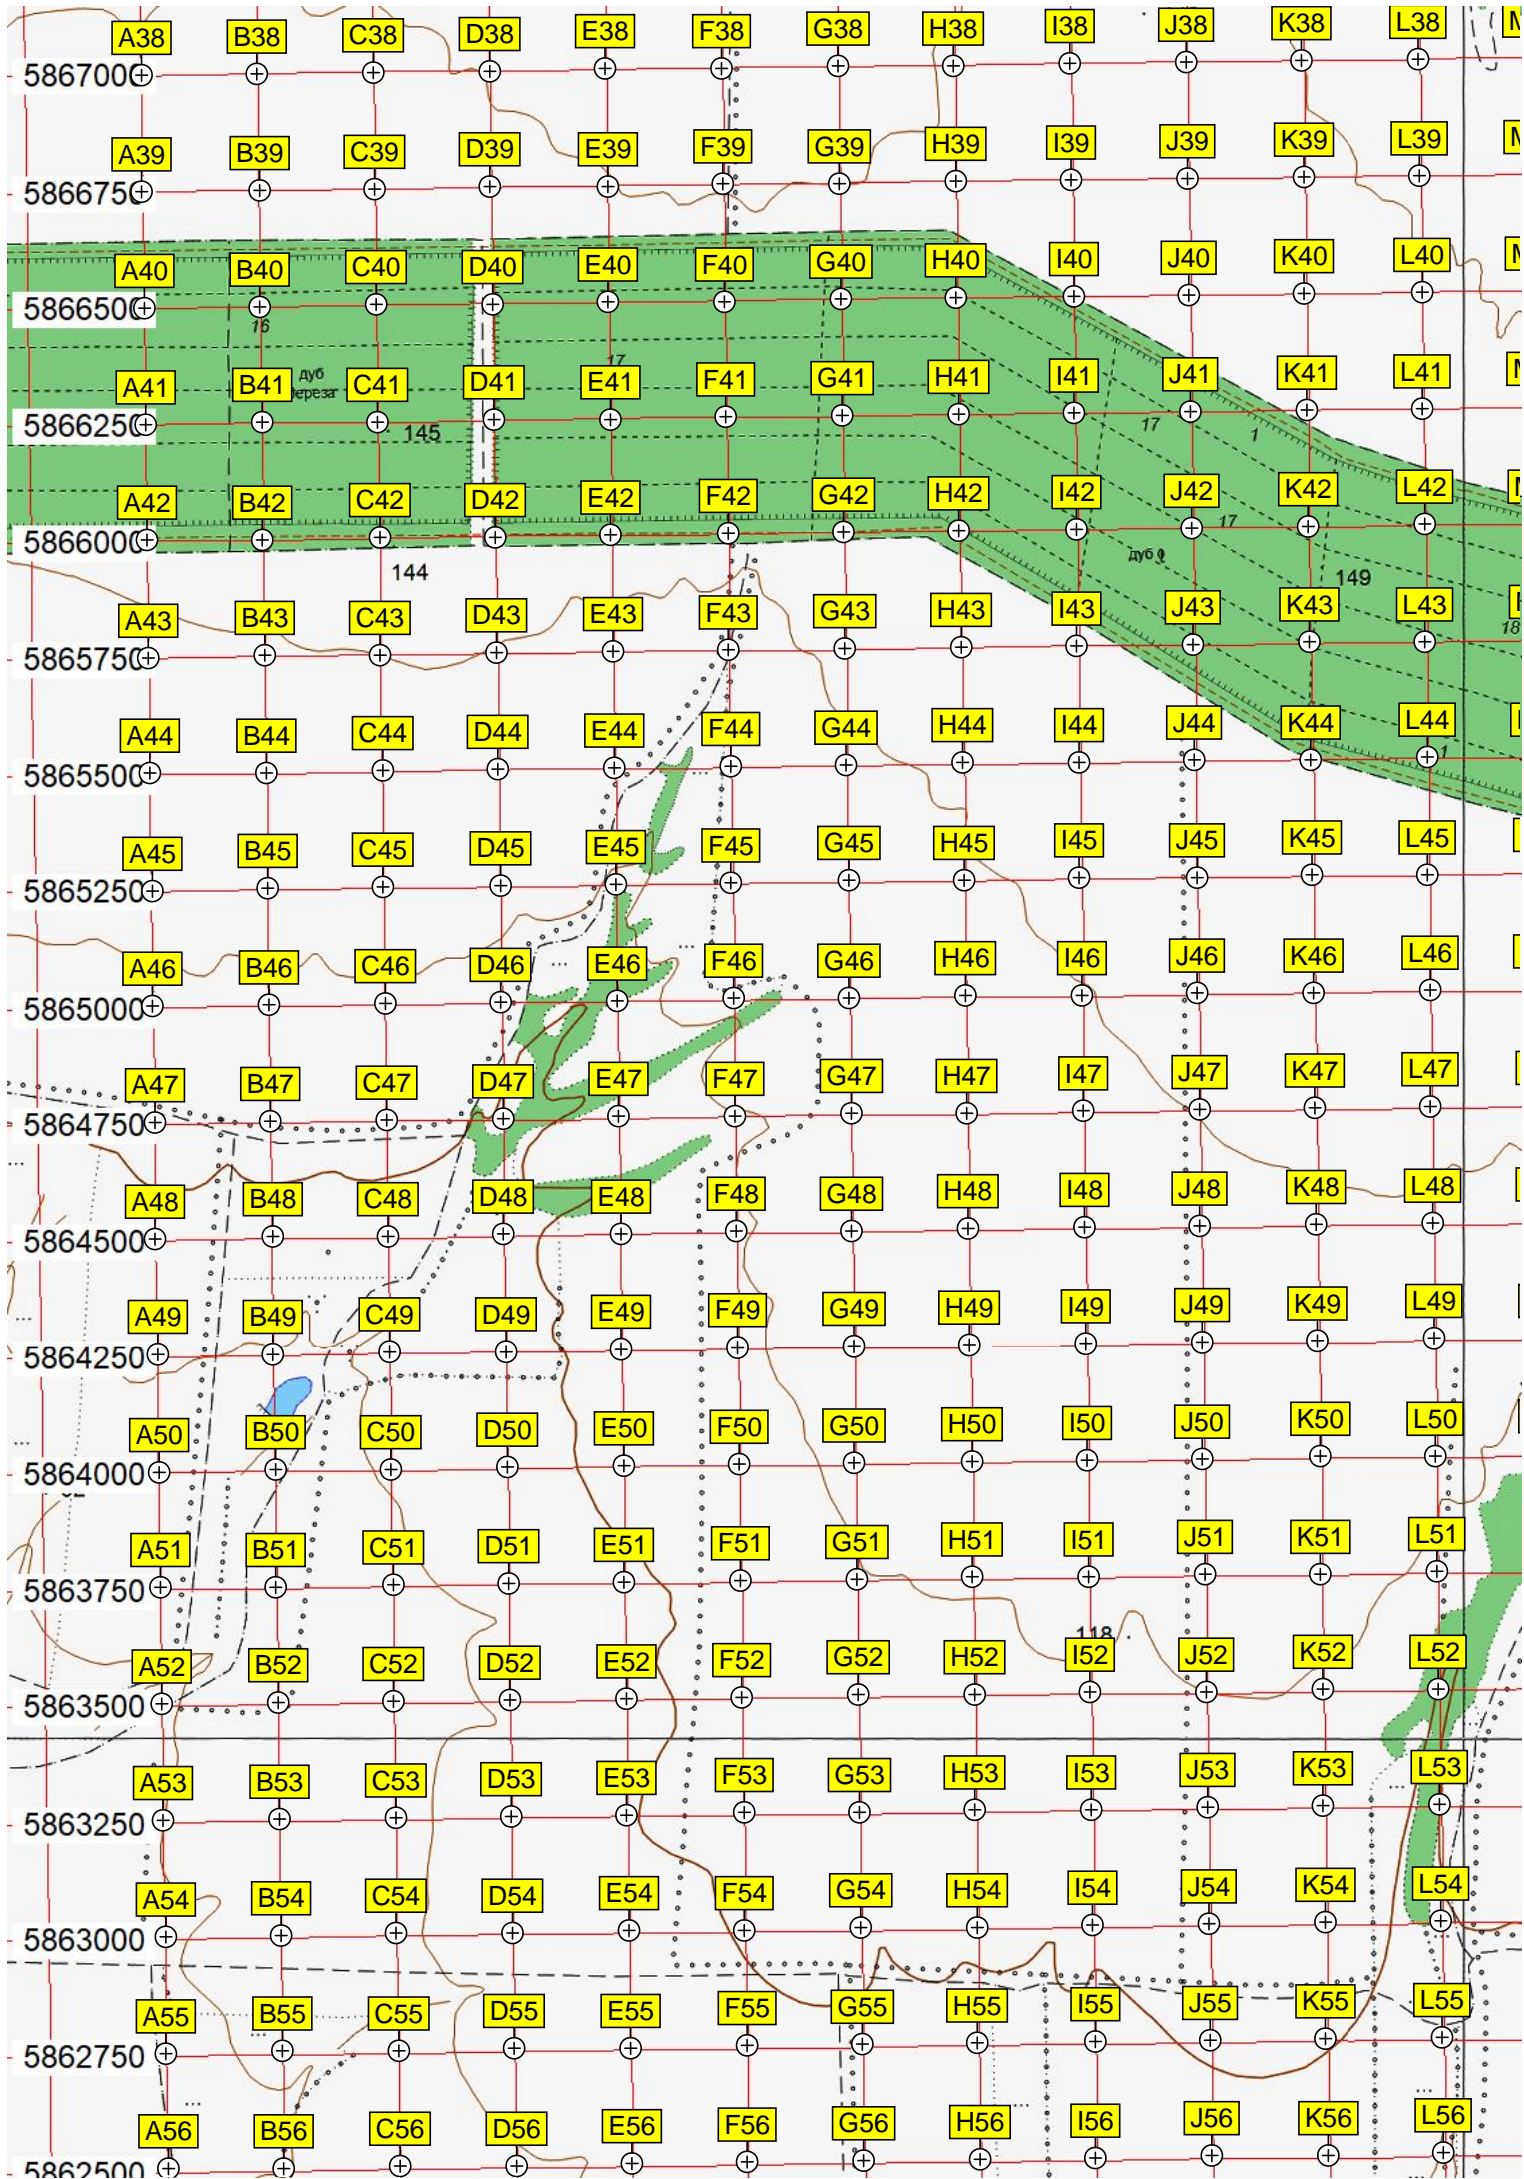 A38 B38 C38 D38 E38 F38 G38 H38 I38 J38 K38 L38
5867000
A39 B39 C39 D39 E39 F39 G39 H39 I39 J39 K39 L39
5866750
A40 B40 C40 D40 E40 F40 G40 H40 I40 J40 K40 L40
5866500
16
17
дуб
A41 B41 C41 D41 E41 F41 G41 H41 I41 J41 K41 L41
5866250
145
17
1
A42 B42 C42 D42 E42 F42 G42 H42 I42 J42 K42 L42
5866000
17
дуб
144
149
A43 B43 C43 D43 E43 F43 G43 H43 I43 J43 K43 L43
18
5865750
A44 B44 C44 D44 E44 F44 G44 H44 I44 J44 K44 L44
1
5865500
A45 B45 C45 D45 E45 F45 G45 H45 I45 J45 K45 L45
5865250
A46 B46 C46 D46 E46 F46 G46 H46 I46 J46 K46 L46
5865000
A47 B47 C47 D47 E47 F47 G47 H47 I47 J47 K47 L47
5864750
A48 B48 C48 D48 E48 F48 G48 H48 I48 J48 K48 L48
5864500
A49 B49 C49 D49 E49 F49 G49 H49 I49 J49 K49 L49
5864250
A50 B50 C50 D50 E50 F50 G50 H50 I50 J50 K50 L50
5864000
A51 B51 C51 D51 E51 F51 G51 H51 I51 J51 K51 L51
5863750
118
A52 B52 C52 D52 E52 F52 G52 H52 I52 J52 K52 L52
5863500
A53 B53 C53 D53 E53 F53 G53 H53 I53 J53 K53 L53
5863250
A54 B54 C54 D54 E54 F54 G54 H54 I54 J54 K54 L54
5863000
A55 B55 C55 D55 E55 F55 G55 H55 I55 J55 K55 L55
5862750
A56 B56 C56 D56 E56 F56 G56 H56 I56 J56 K56 L56
5862500